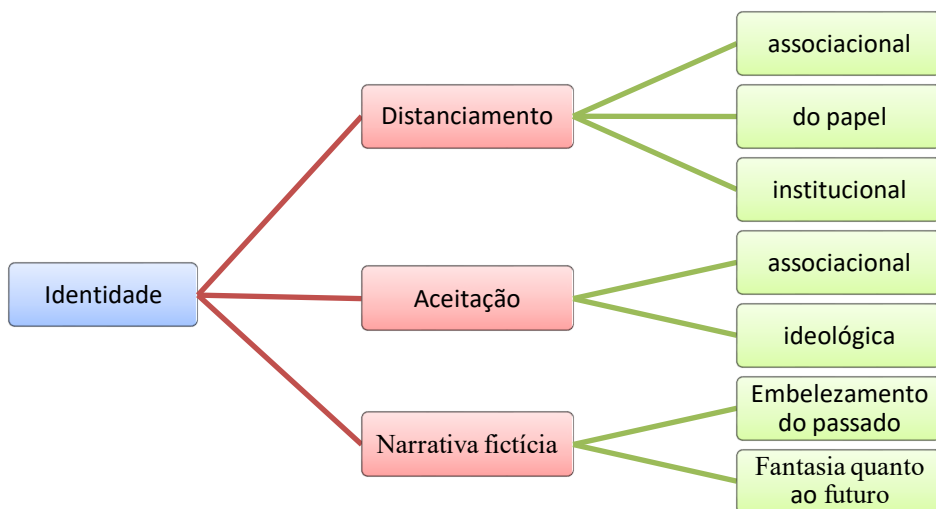 Identidade
Distanciamento
associacional
do papel
institucional
Aceitação
associacional
ideológica
Narrativa fictícia
Embelezamento
do passado
Fantasia quanto
ao futuro